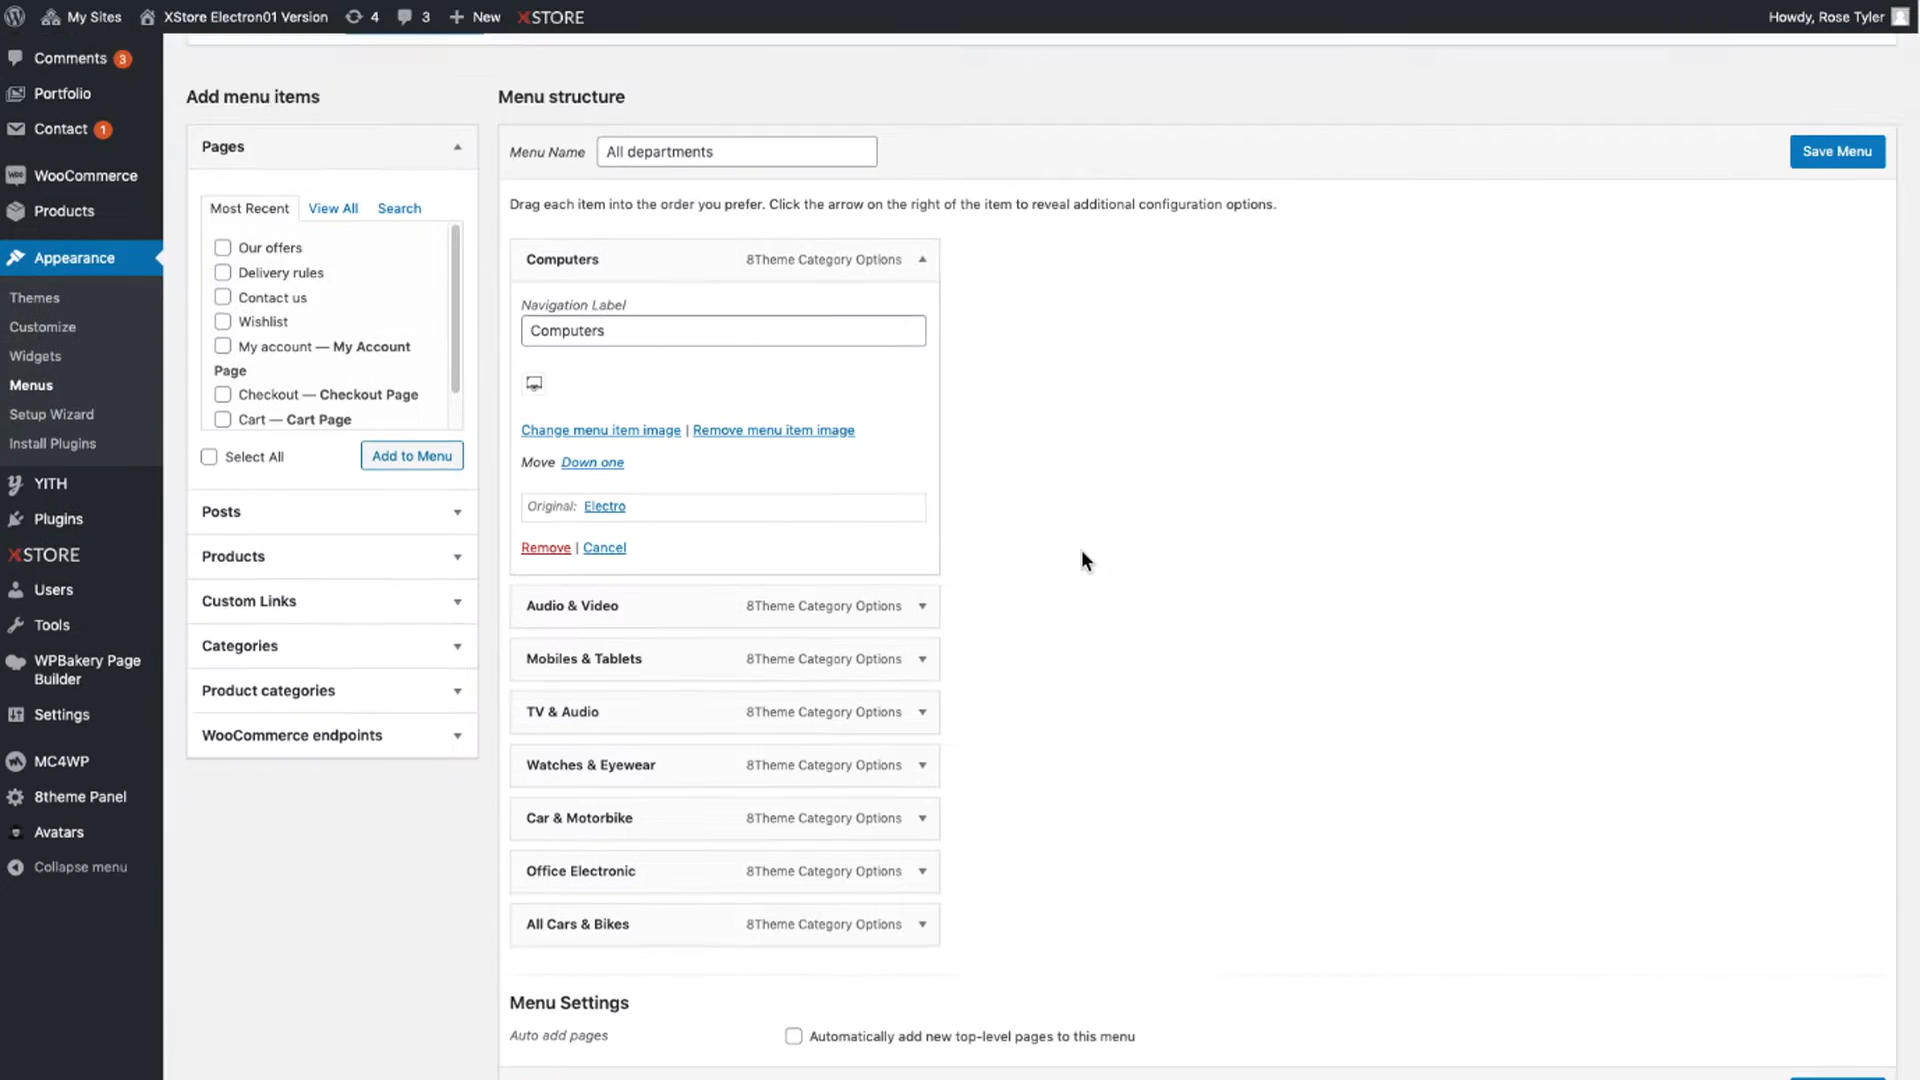 My Sites
XStore Electron01 Version
4
3
New
XSTORE
Howdy, Rose Tyler
Comments 3
Portfolio
Contact 1
WooCommerce
Products
Appearance
Themes
Customize
Widgets
Menus
Setup Wizard
Install Plugins
YITH
Plugins
XSTORE
Users
Tools
WPBakery Page
Builder
Settings
MC4WP
8theme Panel
Avatars
Collapse menu
Add menu items
Pages
Most Recent
View All
Search
Our offers
Delivery rules
Contact us
Wishlist
My account — My Account
Page
Checkout — Checkout Page
Cart — Cart Page
Select All
Add to Menu
Posts
Products
Custom Links
Categories
Product categories
WooCommerce endpoints
Menu structure
Menu Name
All departments
Save Menu
Drag each item into the order you prefer. Click the arrow on the right of the item to reveal additional configuration options.
Computers 8Theme Category Options
Navigation Label
Computers
Change menu item image | Remove menu item image
Move Down one
Original: Electro
Remove | Cancel
Audio & Video 8Theme Category Options
Mobiles & Tablets 8Theme Category Options
TV & Audio 8Theme Category Options
Watches & Eyewear 8Theme Category Options
Car & Motorbike 8Theme Category Options
Office Electronic 8Theme Category Options
All Cars & Bikes 8Theme Category Options
Menu Settings
Auto add pages
Automatically add new top-level pages to this menu